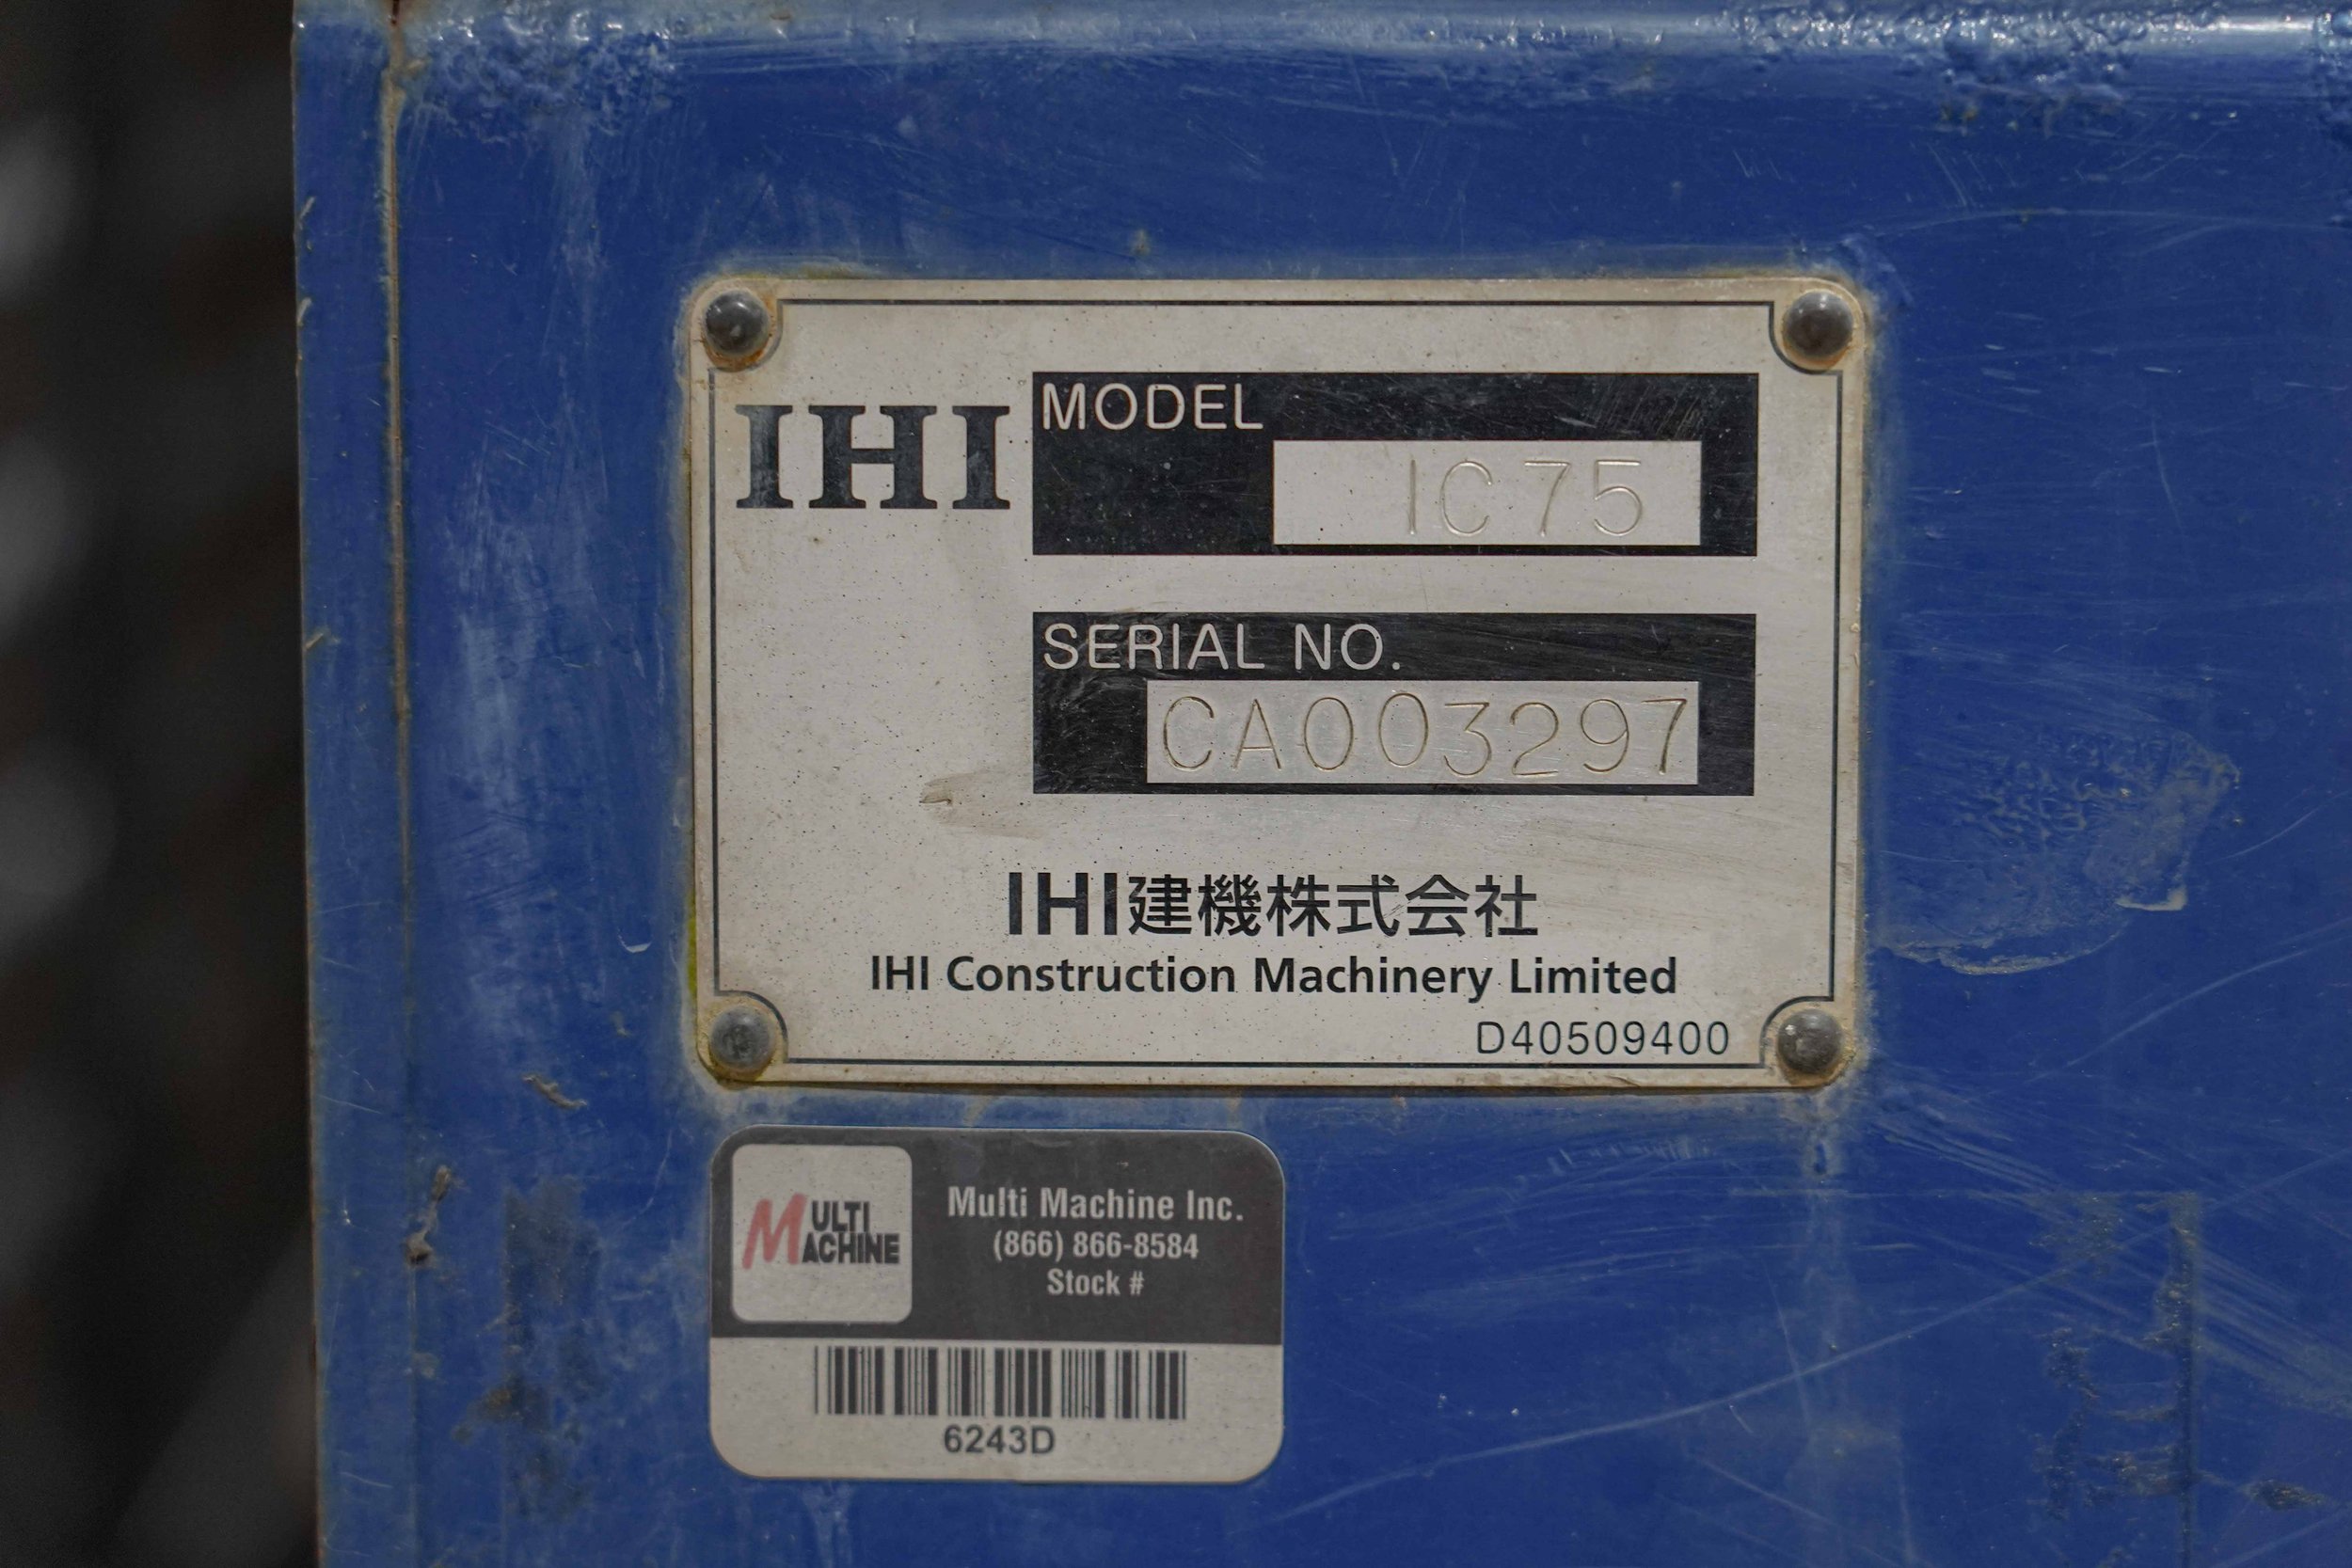 IHI
MODEL
IC75
SERIAL NO.
CA003297
IHI建機株式会社
IHI Construction Machinery Limited
D40509400
MULTI
MACHINE
Multi Machine Inc.
(866) 866-8584
Stock #
6243D